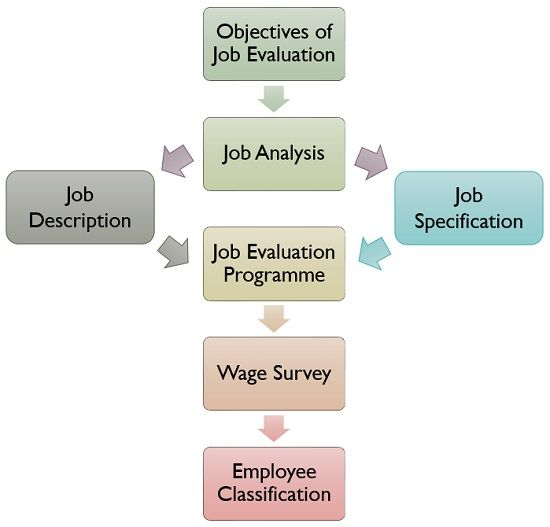 Objectives of
Job Evaluation
Job Analysis
Job
Description
Job
Specification
Job Evaluation
Programme
Wage Survey
Employee
Classification